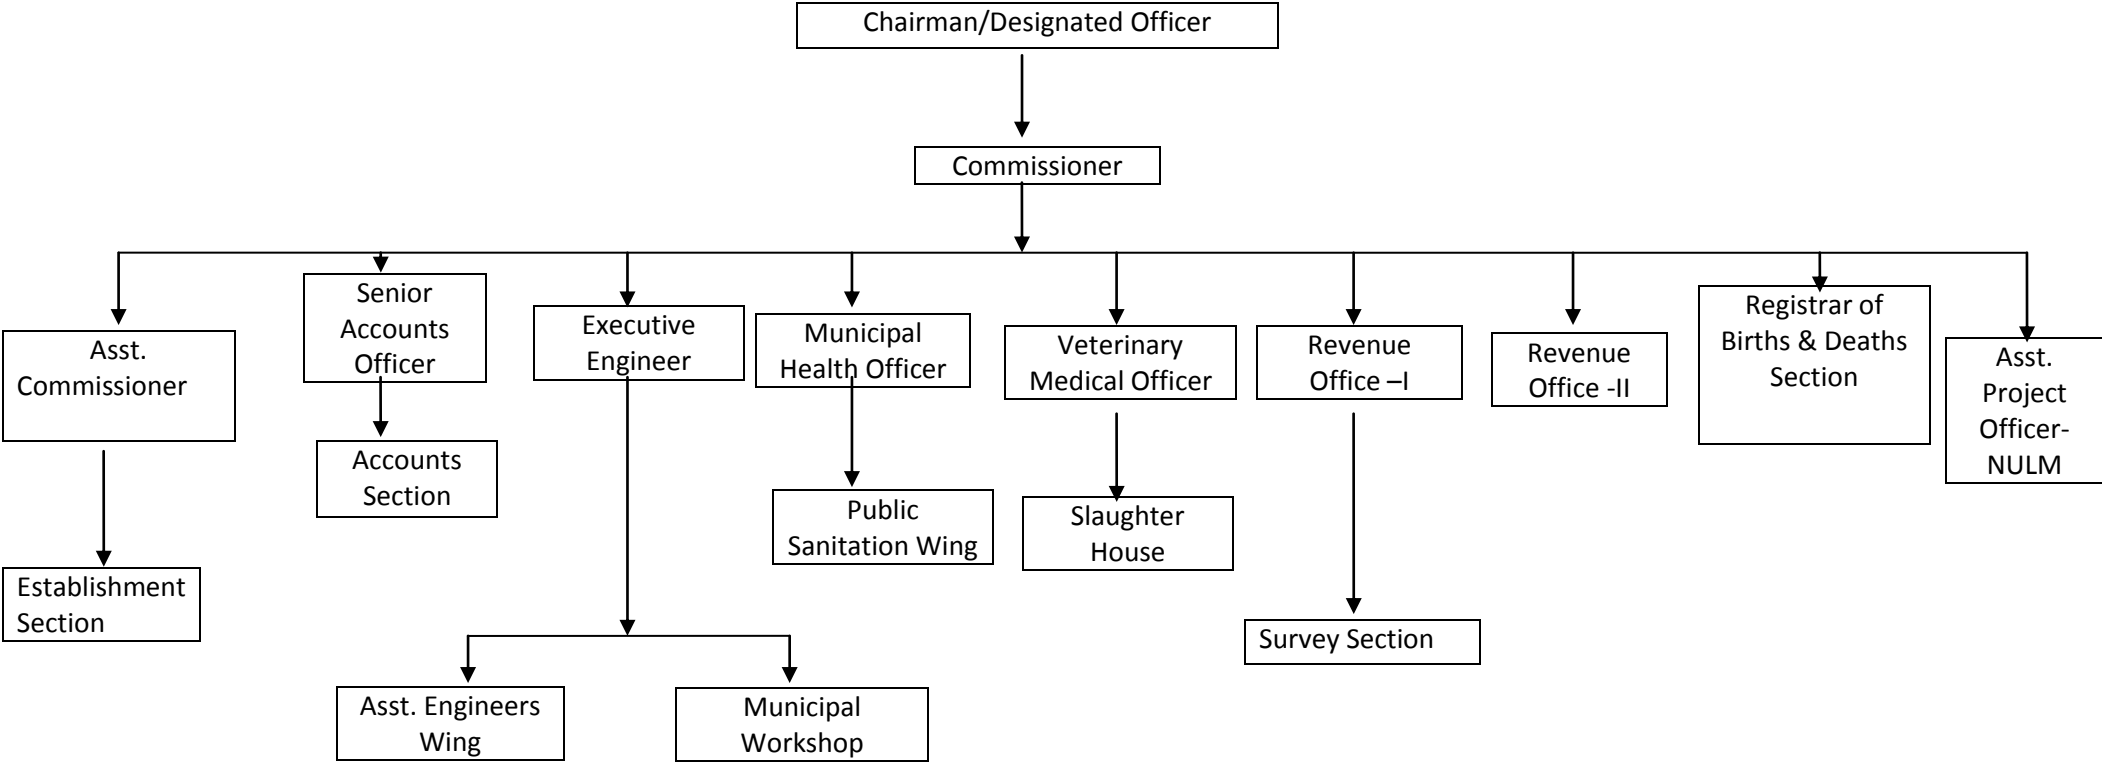 Chairman/Designated Officer
Commissioner
Asst.
Commissioner
Senior
Accounts
Officer
Executive
Engineer
Municipal
Health Officer
Veterinary
Medical Officer
Revenue
Office –I
Revenue
Office -II
Registrar of
Births & Deaths
Section
Asst.
Project
Officer-
NULM
Accounts
Section
Public
Sanitation Wing
Slaughter
House
Establishment
Section
Survey Section
Asst. Engineers
Wing
Municipal
Workshop